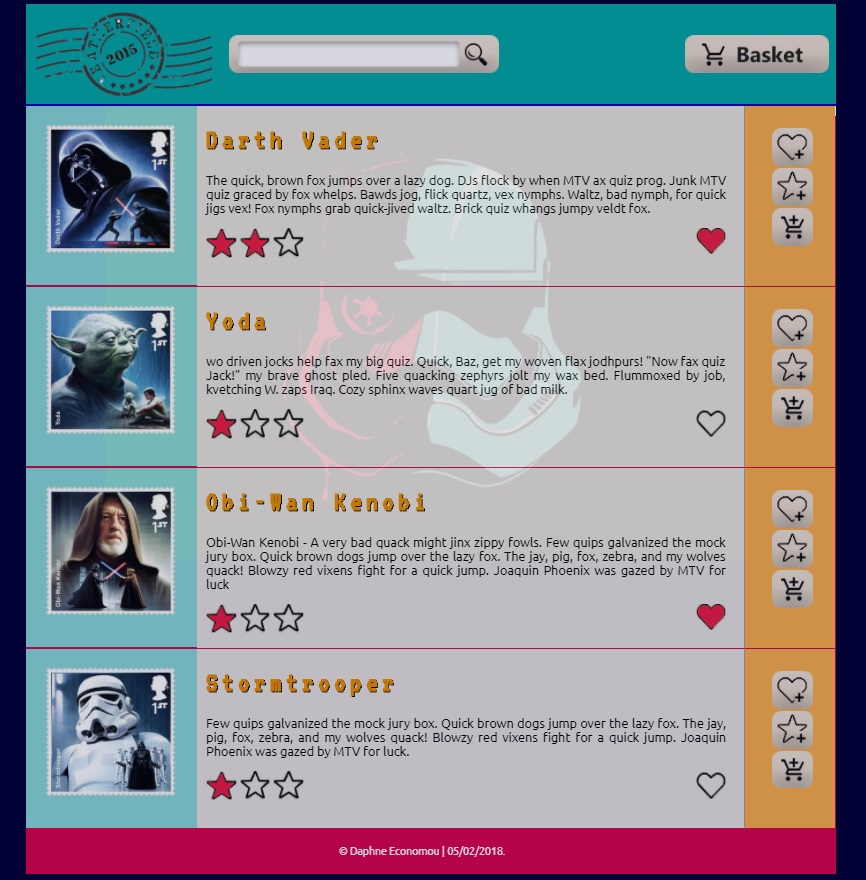 EATHERFIELD
2015
Basket
1ST
Darth Vader
Darth Vader
The quick, brown fox jumps over a lazy dog. DJs flock by when MTV ax quiz prog. Junk MTV
quiz graced by fox whelps. Bawds jog, flick quartz, vex nymphs. Waltz, bad nymph, for quick
jigs vex! Fox nymphs grab quick-jived waltz. Brick quiz whangs jumpy veldt fox.
1ST
Yoda
Yoda
wo driven jocks help fax my big quiz. Quick, Baz, get my woven flax jodhpurs! "Now fax quiz
Jack!" my brave ghost pled. Five quacking zephyrs jolt my wax bed. Flummoxed by job,
kvetching W. zaps Iraq. Cozy sphinx waves quart jug of bad milk.
1ST
Obi-Wan Kenobi
Obi-Wan Kenobi
Obi-Wan Kenobi - A very bad quack might jinx zippy fowls. Few quips galvanized the mock
jury box. Quick brown dogs jump over the lazy fox. The jay, pig, fox, zebra, and my wolves
quack! Blowzy red vixens fight for a quick jump. Joaquin Phoenix was gazed by MTV for
luck
1ST
Stormtrooper
Stormtrooper
Few quips galvanized the mock jury box. Quick brown dogs jump over the lazy fox. The jay,
pig, fox, zebra, and my wolves quack! Blowzy red vixens fight for a quick jump. Joaquin
Phoenix was gazed by MTV for luck.
© Daphne Economou | 05/02/2018.